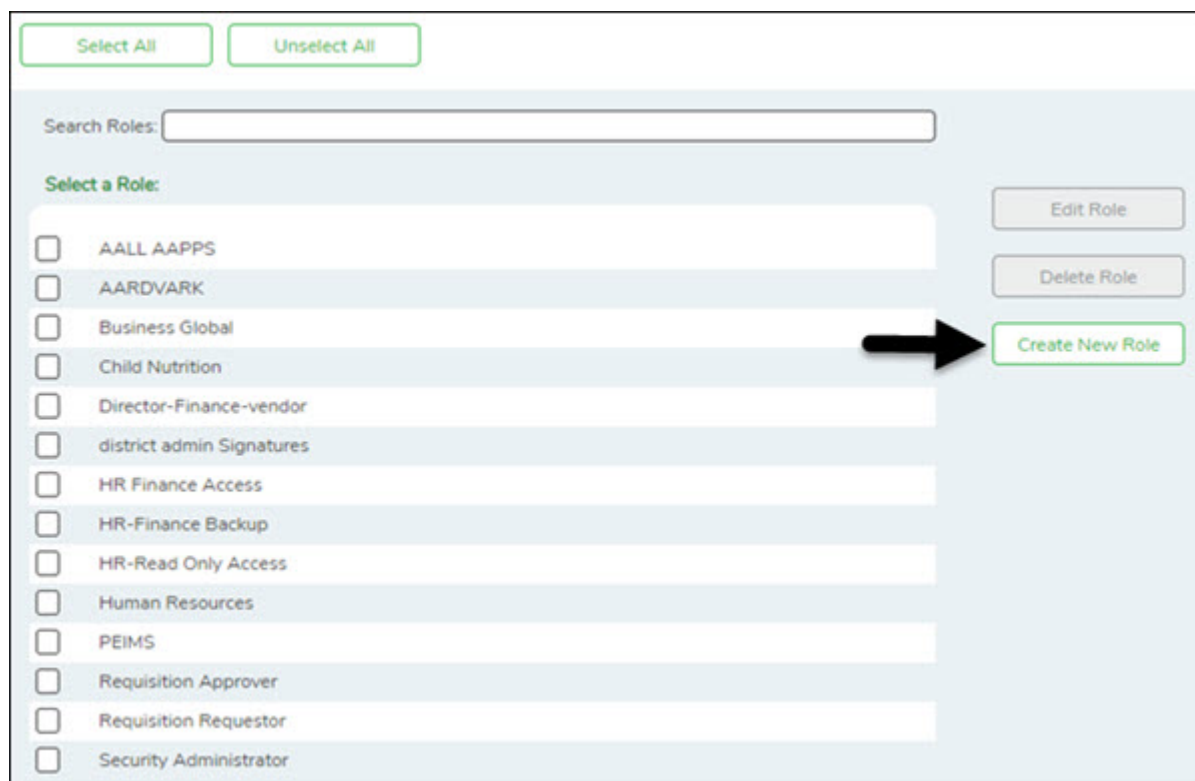 Select All
Unselect All
Search Roles:
Select a Role:
Edit Role
AALL AAPPS
Delete Role
AARDVARK
Business Global
Create New Role
Child Nutrition
Director-Finance-vendor
district admin Signatures
HR Finance Access
HR-Finance Backup
HR-Read Only Access
Human Resources
PEIMS
Requisition Approver
Requisition Requestor
Security Administrator